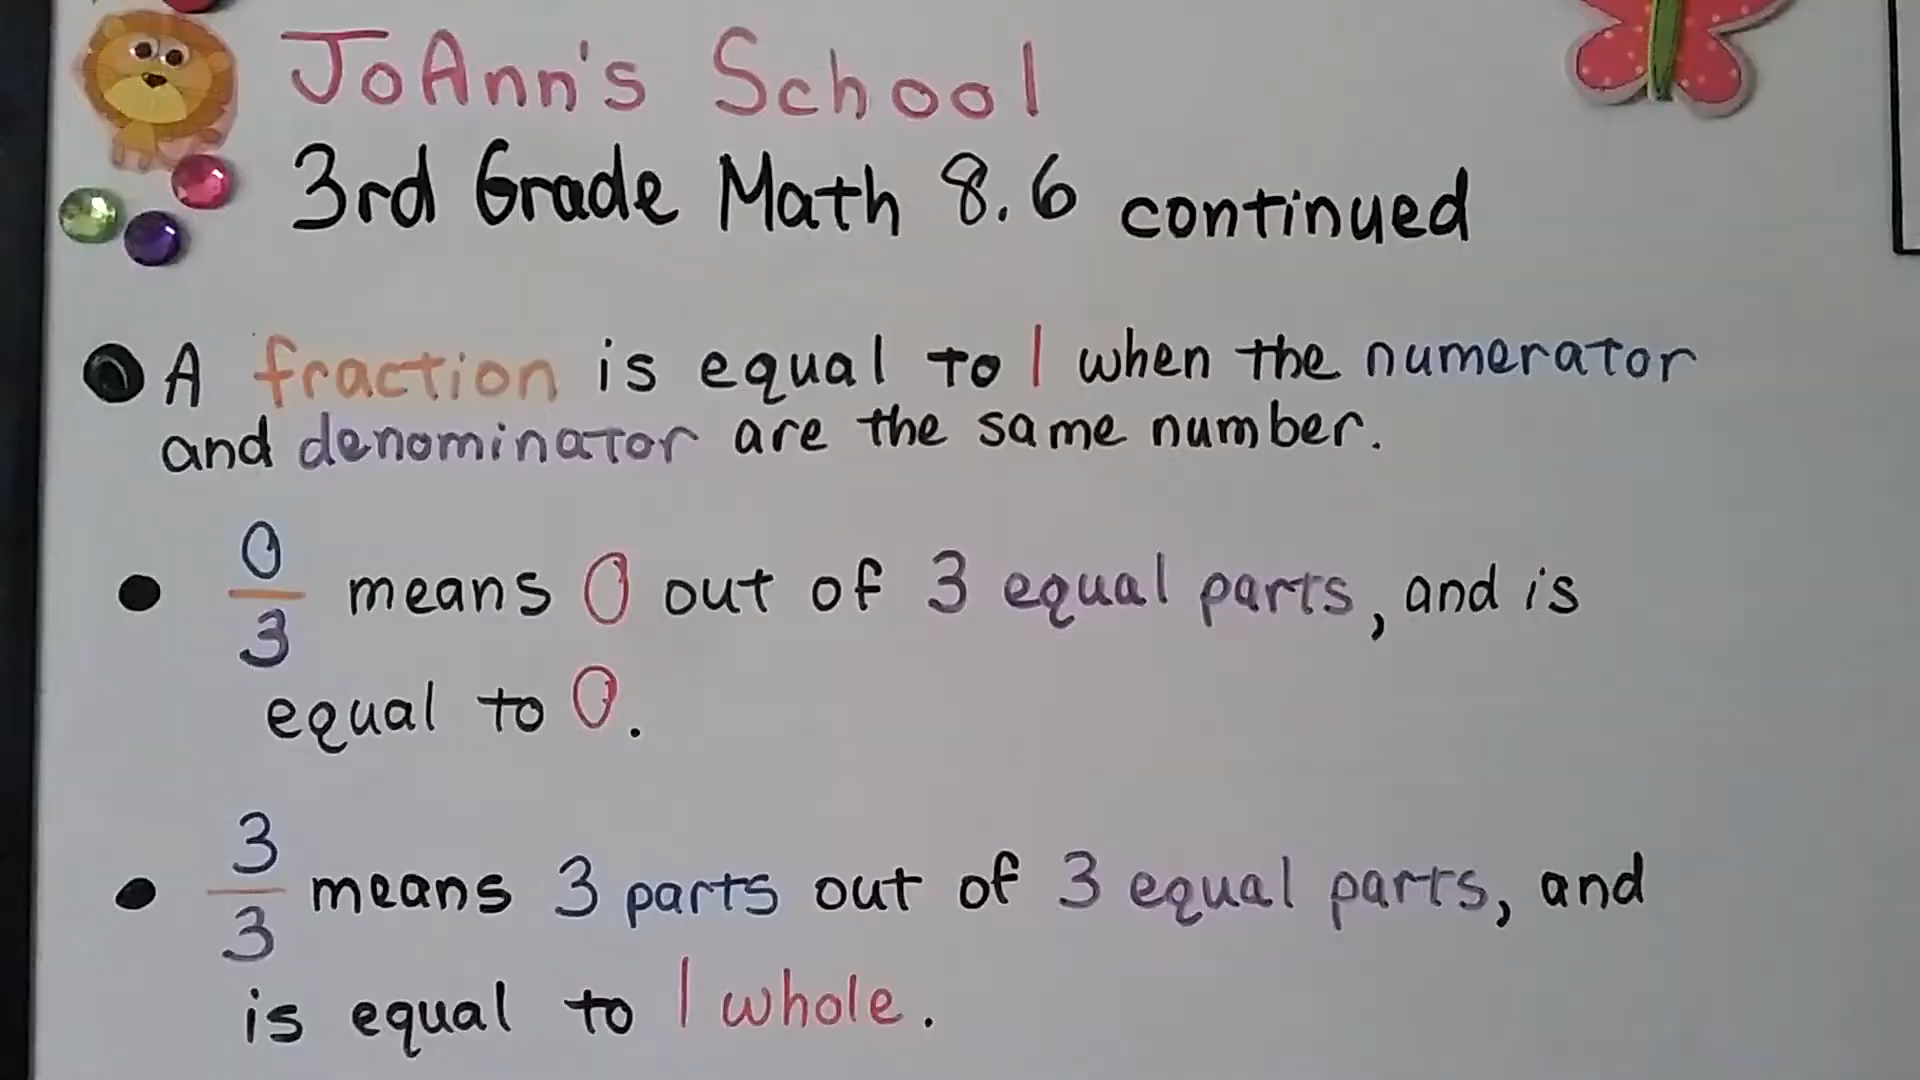 JoAnn's School
3rd Grade Math 8.6 continued
A fraction is equal to 1 when the numerator
and denominator are the same number.
0/3 means 0 out of 3 equal parts, and is
equal to 0.
3/3 means 3 parts out of 3 equal parts, and
is equal to 1 whole.